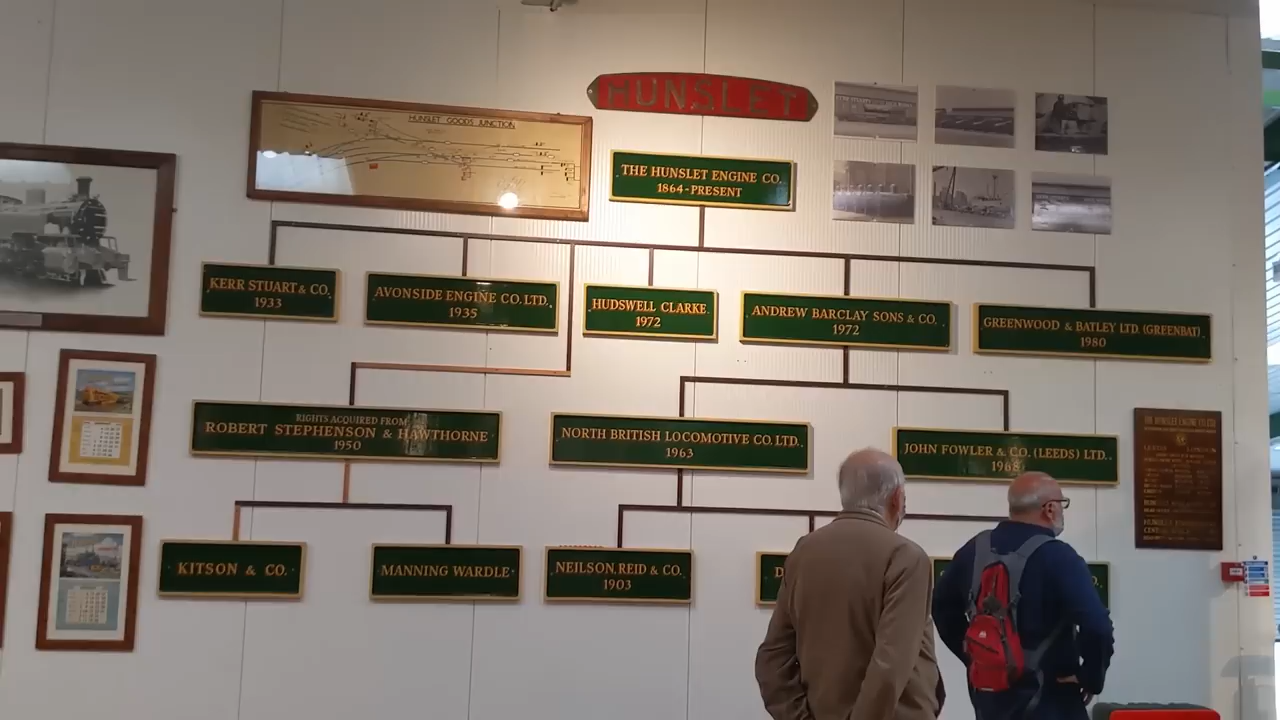 HUNSLET
HUNSLET GOODS JUNCTION
THE HUNSLET ENGINE CO.
1864-PRESENT
KERR STUART & CO.
1933
AVONSIDE ENGINE CO. LTD.
1935
HUDSWELL CLARKE
1972
ANDREW BARCLAY SONS & CO.
1972
GREENWOOD & BATLEY LTD. (GREENBAT)
1980
RIGHTS ACQUIRED FROM
ROBERT STEPHENSON & HAWTHORNE
1950
NORTH BRITISH LOCOMOTIVE CO. LTD.
1963
JOHN FOWLER & CO. (LEEDS) LTD.
1968
THE HUNSLET ENGINE CO LTD
KITSON & CO.
MANNING WARDLE
NEILSON, REID & CO.
1903